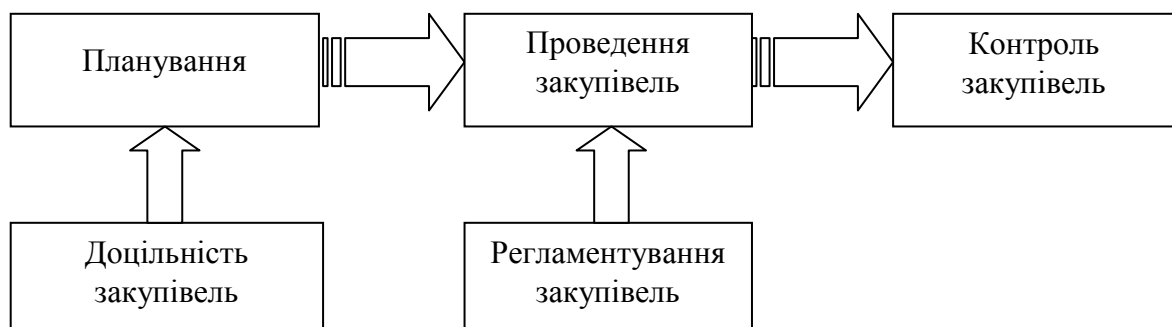 Планування
Проведення
закупівель
Контроль
закупівель
Доцільність
закупівель
Регламентування
закупівель